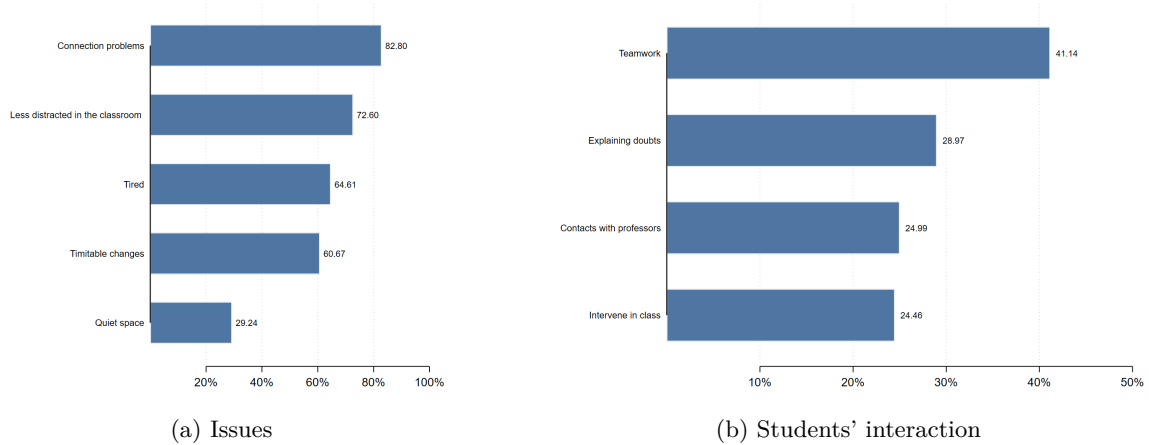 Connection problems 82.80
Less distracted in the classroom 72.60
Tired 64.61
Timitable changes 60.67
Quiet space 29.24
20% 40% 60% 80% 100%
(a) Issues
Teamwork 41.14
Explaining doubts 28.97
Contacts with professors 24.99
Intervene in class 24.46
10% 20% 30% 40% 50%
(b) Students’ interaction